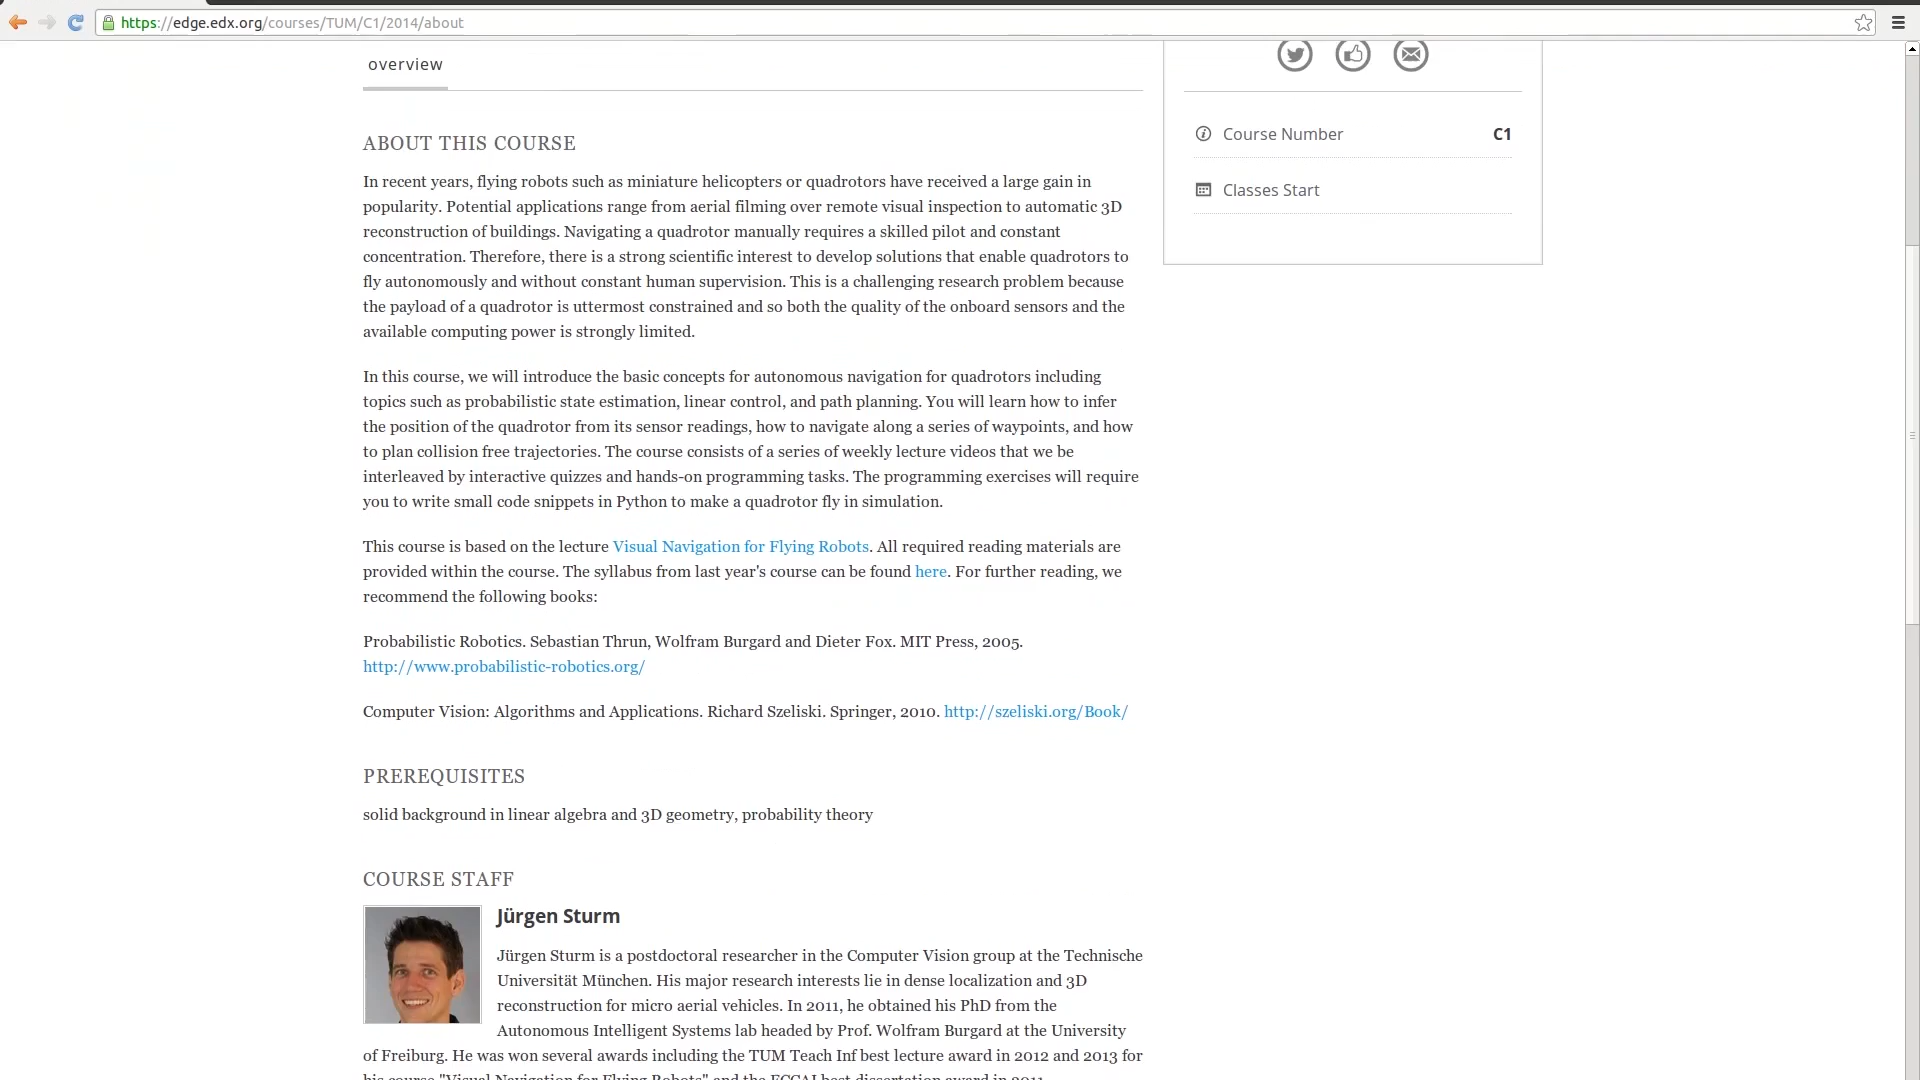 https://edge.edx.org/courses/TUM/C1/2014/about
overview
Course Number C1
Classes Start
ABOUT THIS COURSE
In recent years, flying robots such as miniature helicopters or quadrotors have received a large gain in
popularity. Potential applications range from aerial filming over remote visual inspection to automatic 3D
reconstruction of buildings. Navigating a quadrotor manually requires a skilled pilot and constant
concentration. Therefore, there is a strong scientific interest to develop solutions that enable quadrotors to
fly autonomously and without constant human supervision. This is a challenging research problem because
the payload of a quadrotor is uttermost constrained and so both the quality of the onboard sensors and the
available computing power is strongly limited.
In this course, we will introduce the basic concepts for autonomous navigation for quadrotors including
topics such as probabilistic state estimation, linear control, and path planning. You will learn how to infer
the position of the quadrotor from its sensor readings, how to navigate along a series of waypoints, and how
to plan collision free trajectories. The course consists of a series of weekly lecture videos that we be
interleaved by interactive quizzes and hands-on programming tasks. The programming exercises will require
you to write small code snippets in Python to make a quadrotor fly in simulation.
This course is based on the lecture Visual Navigation for Flying Robots. All required reading materials are
provided within the course. The syllabus from last year's course can be found here. For further reading, we
recommend the following books:
Probabilistic Robotics. Sebastian Thrun, Wolfram Burgard and Dieter Fox. MIT Press, 2005.
http://www.probabilistic-robotics.org/
Computer Vision: Algorithms and Applications. Richard Szeliski. Springer, 2010. http://szeliski.org/Book/
PREREQUISITES
solid background in linear algebra and 3D geometry, probability theory
COURSE STAFF
Jürgen Sturm
Jürgen Sturm is a postdoctoral researcher in the Computer Vision group at the Technische
Universität München. His major research interests lie in dense localization and 3D
reconstruction for micro aerial vehicles. In 2011, he obtained his PhD from the
Autonomous Intelligent Systems lab headed by Prof. Wolfram Burgard at the University
of Freiburg. He was won several awards including the TUM Teach Inf best lecture award in 2012 and 2013 for
his course "Visual Navigation for Flying Robots" and the ECCAI best dissertation award in 2011.